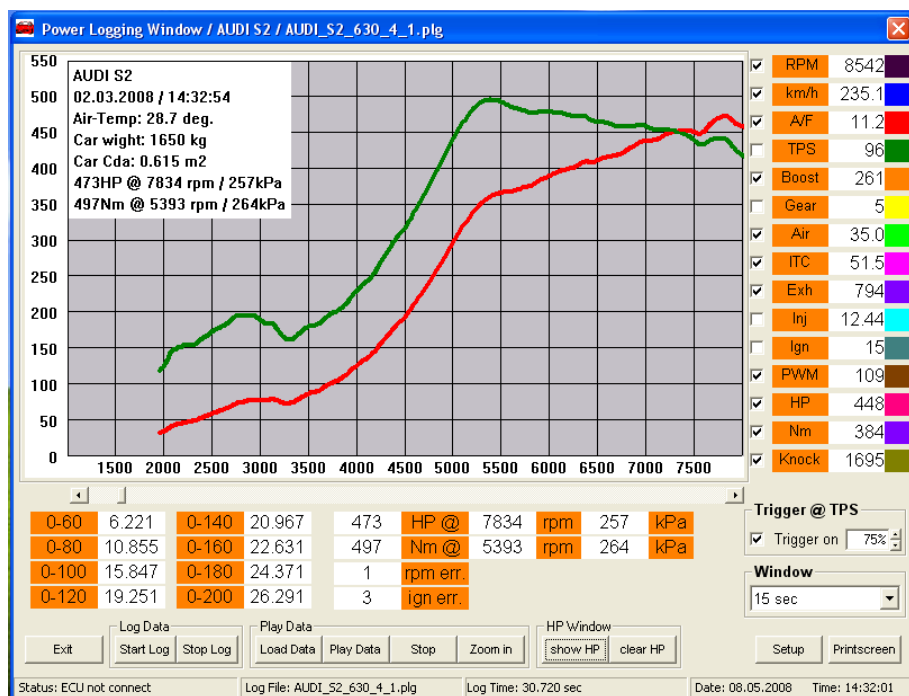 Power Logging Window / AUDI S2 / AUDI_S2_630_4_1.plg
550
500
450
400
350
300
250
200
150
100
50
0
AUDI S2
02.03.2008 / 14:32:54
Air-Temp: 28.7 deg.
Car wight: 1650 kg
Car Cda: 0.615 m2
473HP @ 7834 rpm / 257kPa
497Nm @ 5393 rpm / 264kPa
1500 2000 2500 3000 3500 4000 4500 5000 5500 6000 6500 7000 7500
RPM 8542
km/h 235.1
A/F 11.2
TPS 96
Boost 261
Gear 5
Air 35.0
ITC 51.5
Exh 794
Inj 12.44
Ign 15
PWM 109
HP 448
Nm 384
Knock 1695
0-60 6.221 0-140 20.967 473 HP @ 7834 rpm 257 kPa
0-80 10.855 0-160 22.631 497 Nm @ 5393 rpm 264 kPa
0-100 15.847 0-180 24.371 1 rpm err.
0-120 19.251 0-200 26.291 3 ign err.
Trigger @ TPS
Trigger on 75%
Window
15 sec
Log Data Play Data HP Window
Exit Start Log Stop Log Load Data Play Data Stop Zoom in show HP clear HP Setup Printscreen
Status: ECU not connect Log File: AUDI_S2_630_4_1.plg Log Time: 30.720 sec Date: 08.05.2008 Time: 14:32:01